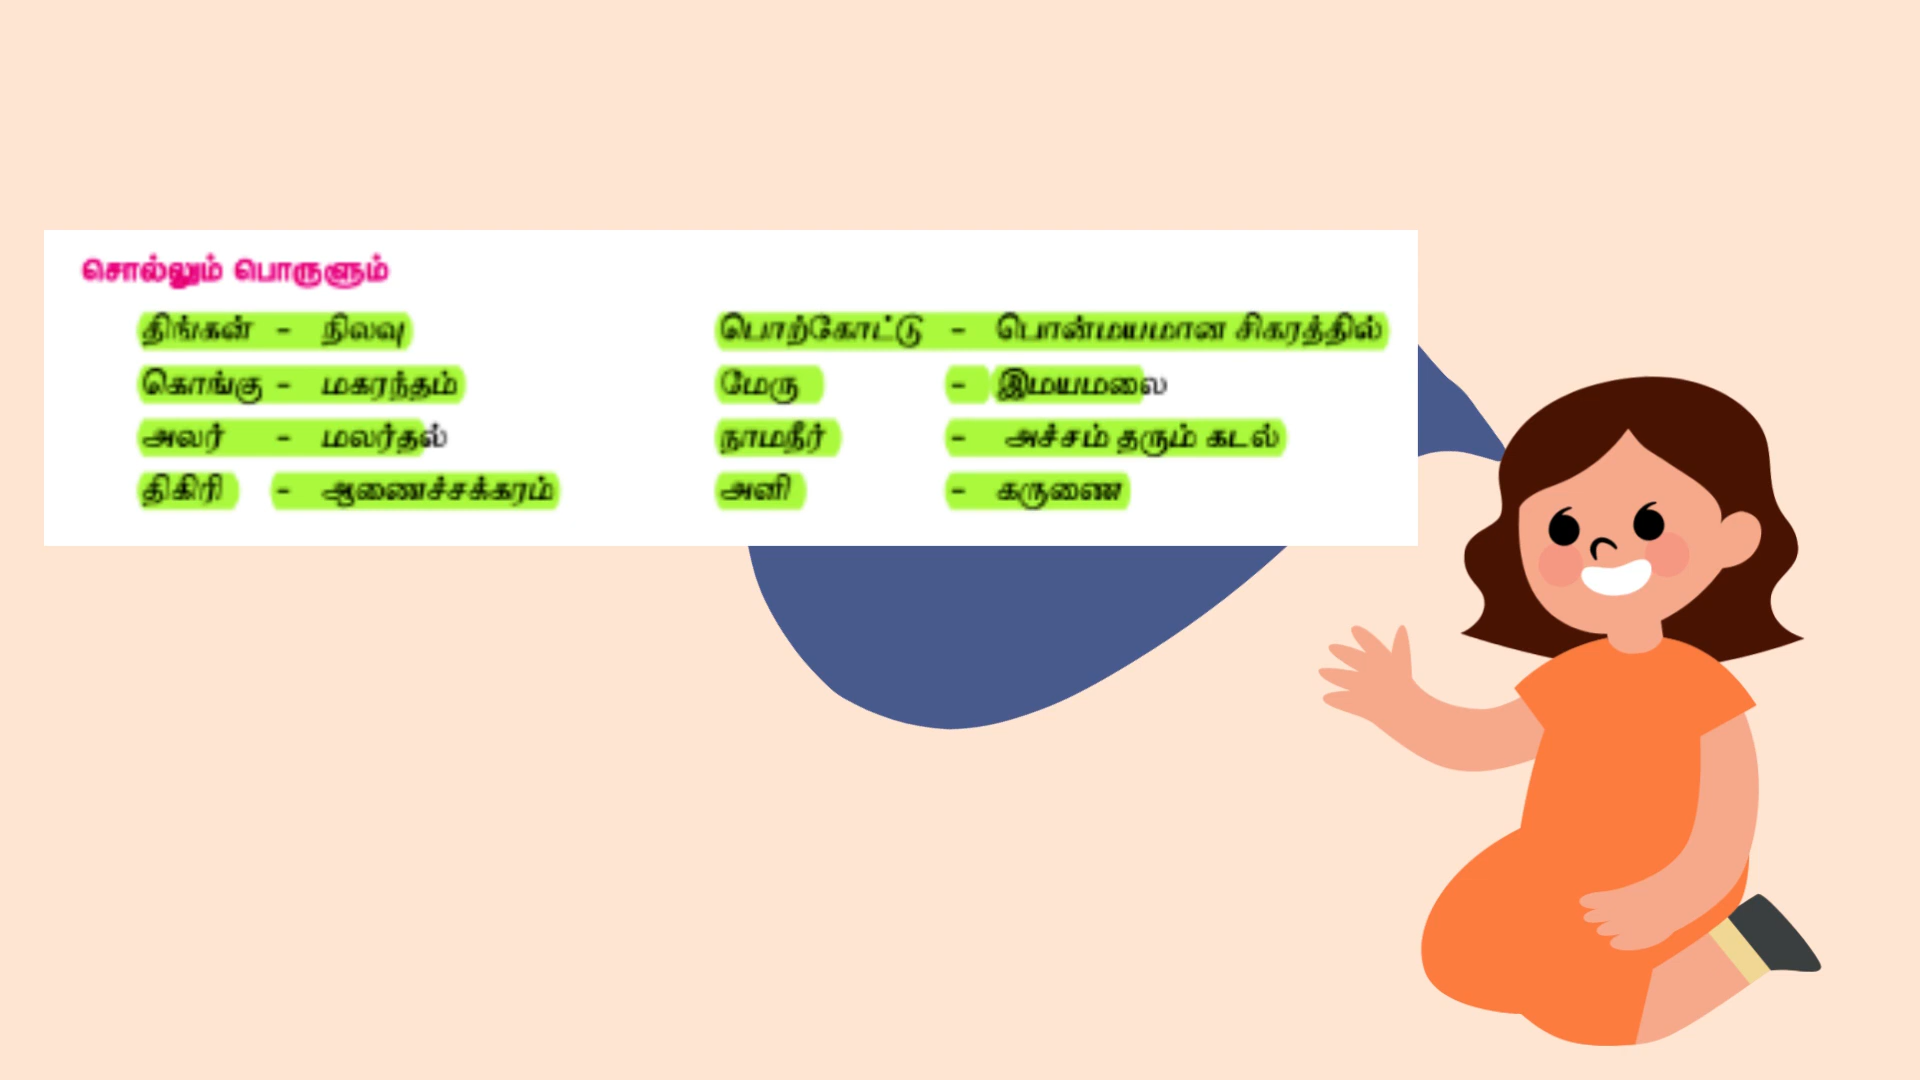 சொல்லும் பொருளும்
திங்கள் - நிலவு
கொங்கு - மகரந்தம்
அலர் - மலர்தல்
திகிரி - ஆணைச்சக்கரம்
பொற்கோட்டு - பொன்மயமான சிகரத்தில்
மேரு - இமயமலை
நாமநீர் - அச்சம் தரும் கடல்
அளி - கருணை